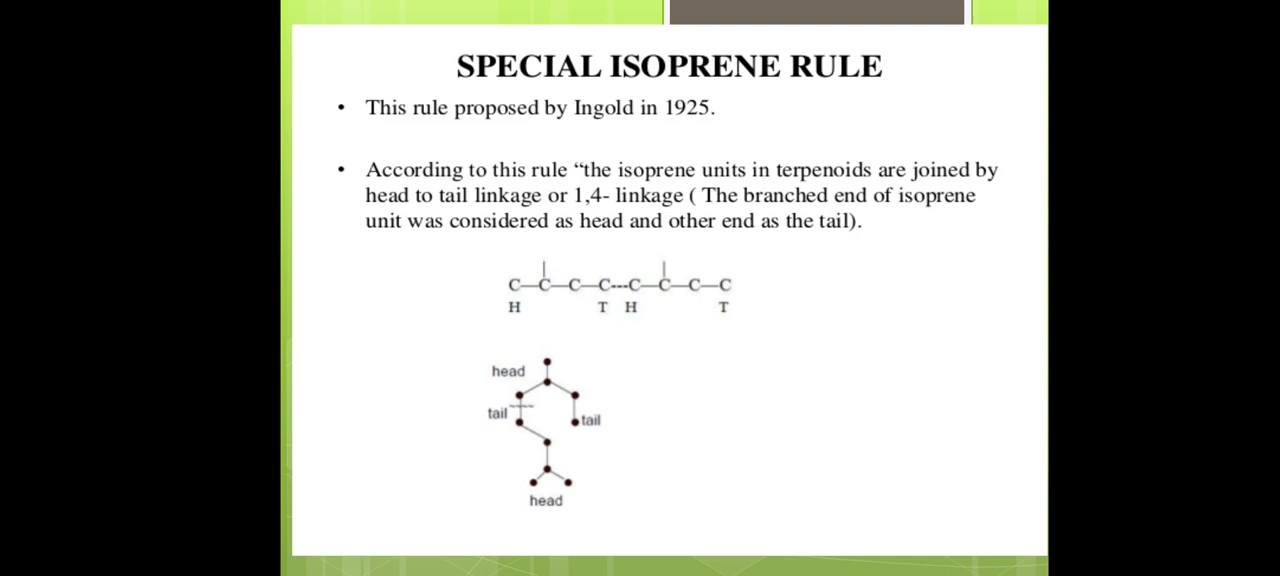 SPECIAL ISOPRENE RULE
• This rule proposed by Ingold in 1925.
• According to this rule “the isoprene units in terpenoids are joined by
head to tail linkage or 1,4- linkage ( The branched end of isoprene
unit was considered as head and other end as the tail).
C—C—C—C---C—C—C—C
H T H T
head
tail
tail
head